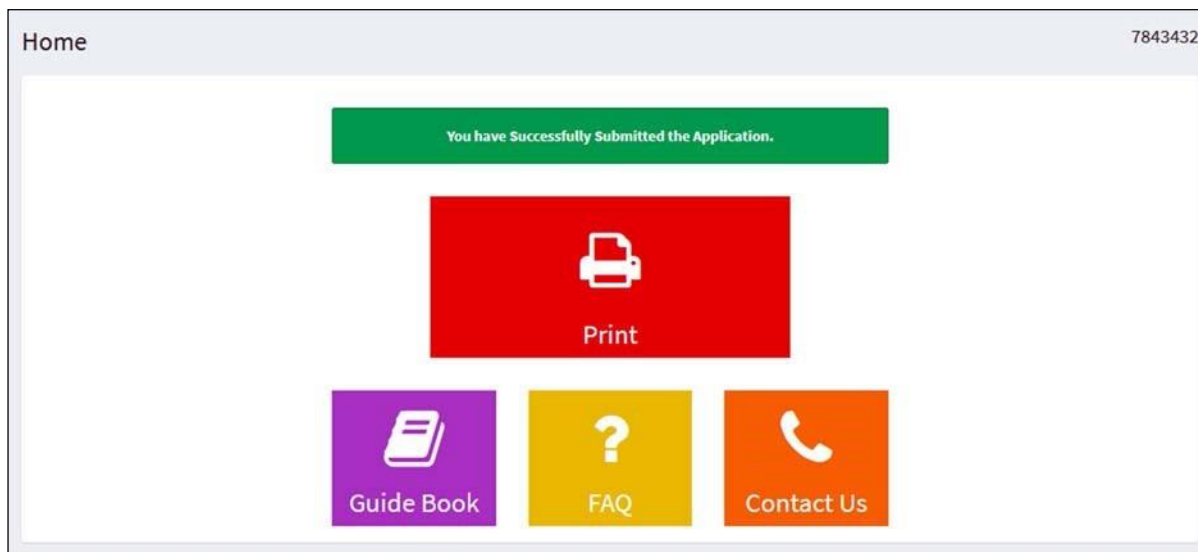 Home
7843432
You have Successfully Submitted the Application.
Print
Guide Book
?
FAQ
Contact Us